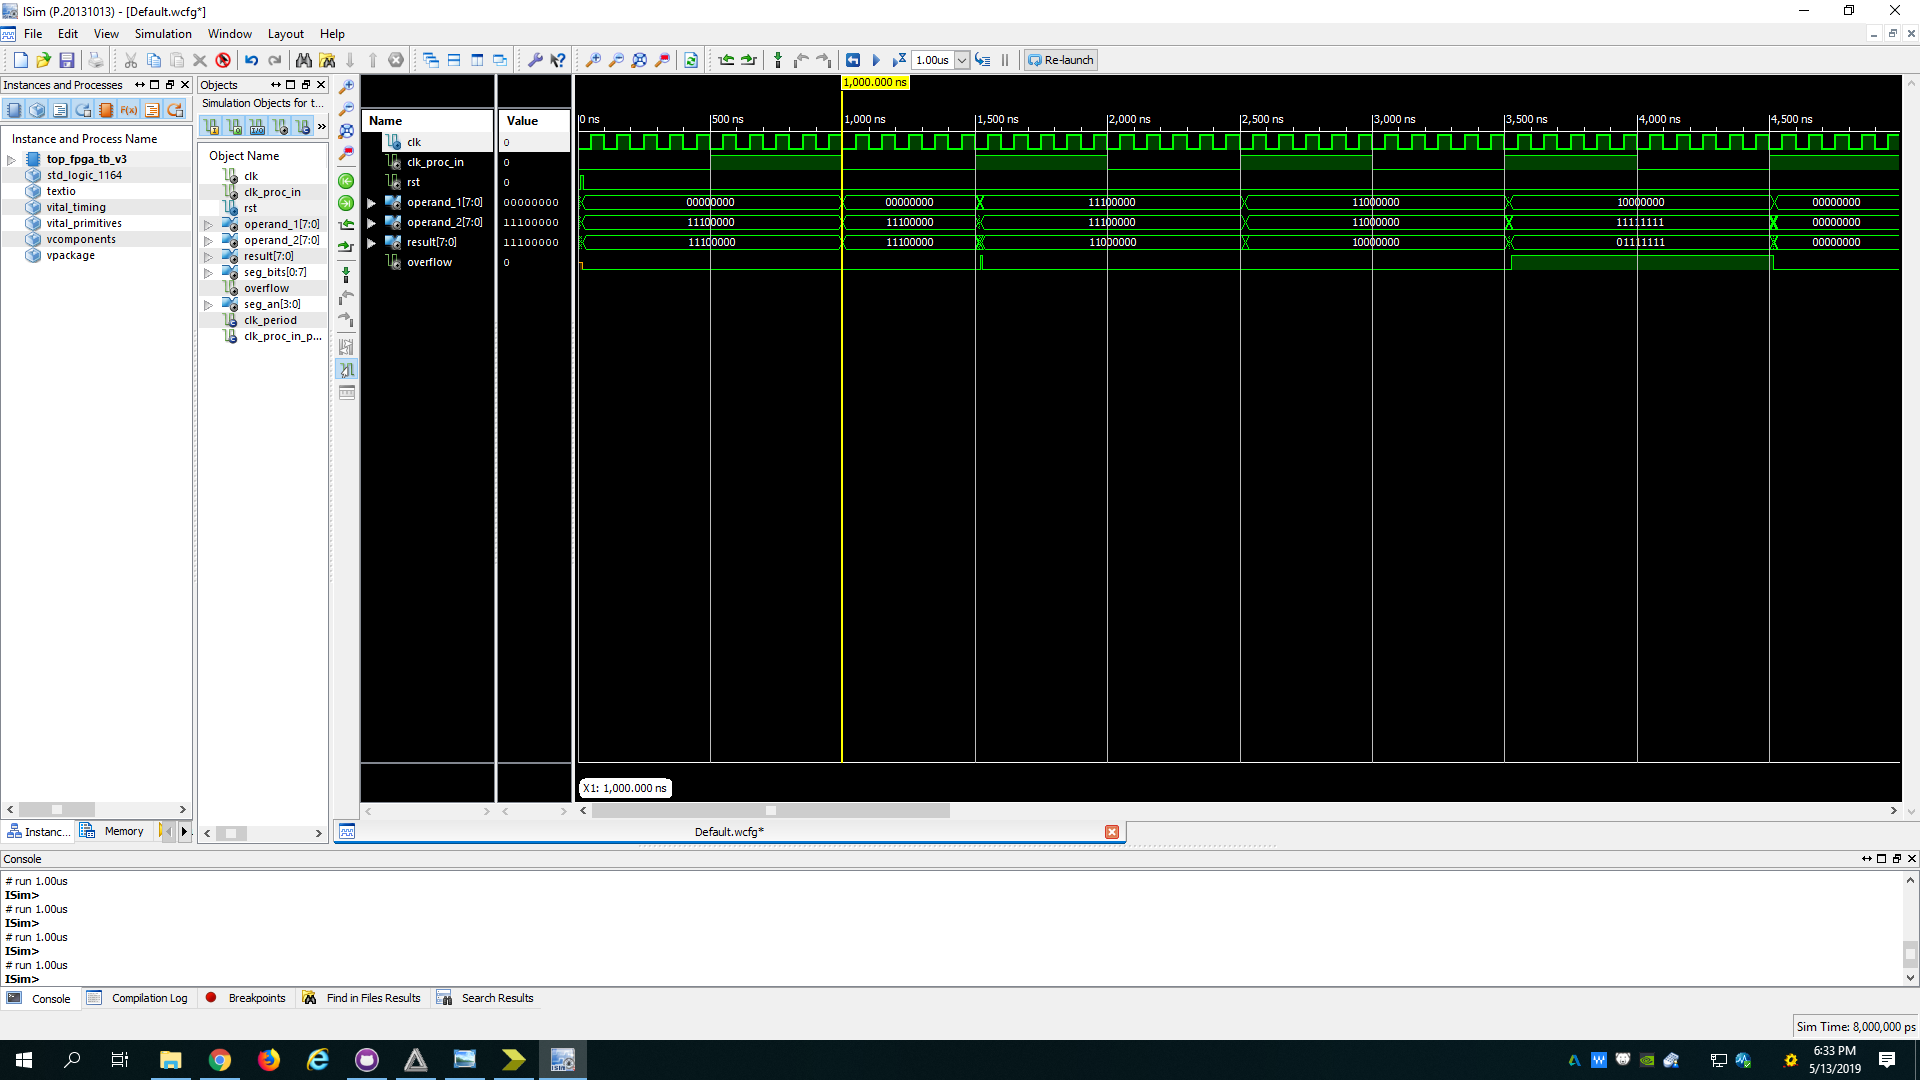 ISim (P.20131013) - [Default.wcfg*]
File Edit View Simulation Window Layout Help
1.00us
Re-launch
Instances and Processes
Instance and Process Name
top_fpga_tb_v3
std_logic_1164
textio
vital_timing
vital_primitives
vcomponents
vpackage
Instanc...
Memory
Objects
Simulation Objects for t...
Object Name
clk
clk_proc_in
rst
operand_1[7:0]
operand_2[7:0]
result[7:0]
seg_bits[0:7]
overflow
seg_an[3:0]
clk_period
clk_proc_in_p...
Name Value
clk 0
clk_proc_in 0
rst 0
operand_1[7:0] 00000000
operand_2[7:0] 11100000
result[7:0] 11100000
overflow 0
1,000.000 ns
0 ns 500 ns 1,000 ns 1,500 ns 2,000 ns 2,500 ns 3,000 ns 3,500 ns 4,000 ns 4,500 ns
00000000 00000000 11100000 11000000 10000000 00000000
11100000 11100000 11100000 11000000 11111111 00000000
11100000 11100000 11000000 10000000 01111111 00000000
X1: 1,000.000 ns
Default.wcfg*
Console
# run 1.00us
ISim>
# run 1.00us
ISim>
# run 1.00us
ISim>
# run 1.00us
ISim>
Console Compilation Log Breakpoints Find in Files Results Search Results
Sim Time: 8,000,000 ps
6:33 PM
5/13/2019